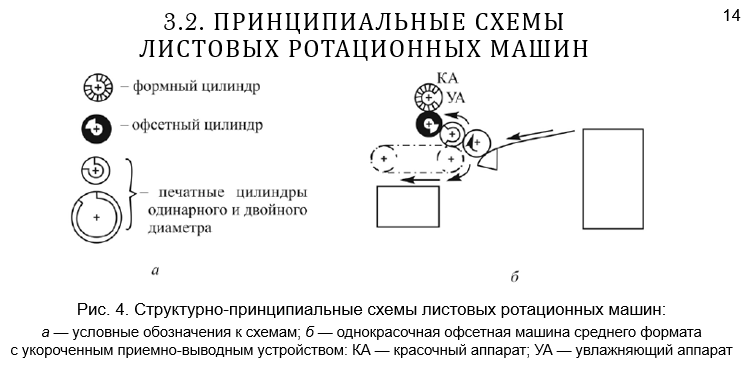 14
3.2. ПРИНЦИПИАЛЬНЫЕ СХЕМЫ
ЛИСТОВЫХ РОТАЦИОННЫХ МАШИН
– формный цилиндр
– офсетный цилиндр
– печатные цилиндры
одинарного и двойного
диаметра
а
КА
УА
б
Рис. 4. Структурно-принципиальные схемы листовых ротационных машин:
а — условные обозначения к схемам; б — однокрасочная офсетная машина среднего формата
с укороченным приемно-выводным устройством: КА — красочный аппарат; УА — увлажняющий аппарат